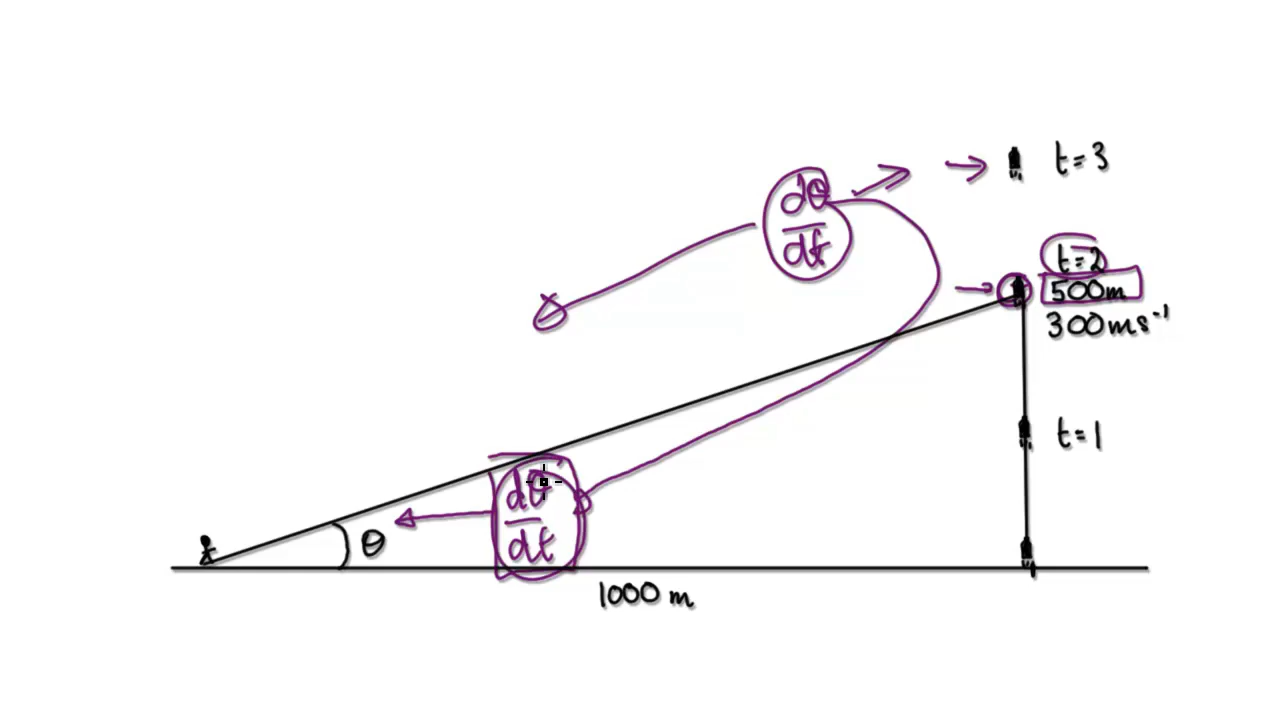 dθ
dt
t=3
t=2
500m
300ms⁻¹
t=1
dθ
dt
θ
1000 m